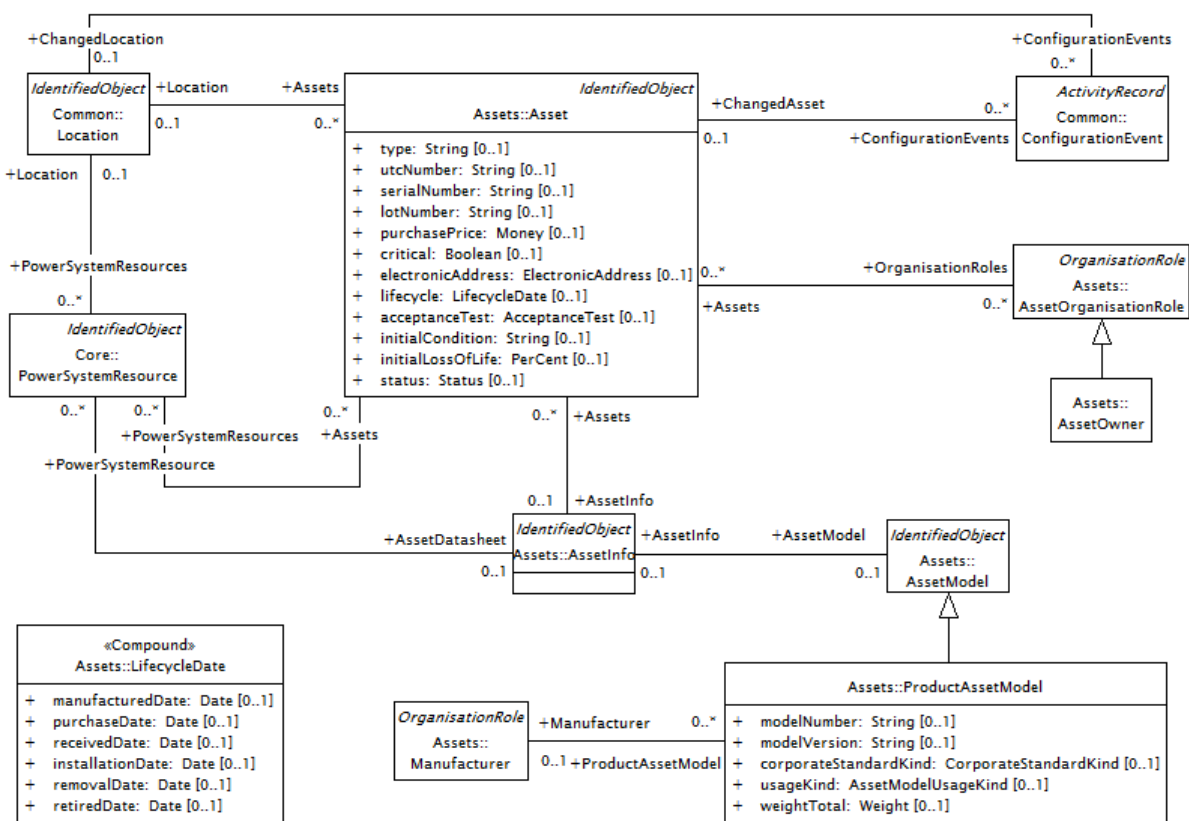 +ChangedLocation
0..1
+ConfigurationEvents
0..*
IdentifiedObject
Common::
Location
+Location
0..1
+Assets
0..*
IdentifiedObject
Assets::Asset
+ type: String [0..1]
+ utcNumber: String [0..1]
+ serialNumber: String [0..1]
+ lotNumber: String [0..1]
+ purchasePrice: Money [0..1]
+ critical: Boolean [0..1]
+ electronicAddress: ElectronicAddress [0..1]
+ lifecycle: LifecycleDate [0..1]
+ acceptanceTest: AcceptanceTest [0..1]
+ initialCondition: String [0..1]
+ initialLossOfLife: PerCent [0..1]
+ status: Status [0..1]
+ChangedAsset
0..1
0..*
+ConfigurationEvents
ActivityRecord
Common::
ConfigurationEvent
+Location
0..1
+PowerSystemResources
0..*
IdentifiedObject
Core::
PowerSystemResource
0..*
+OrganisationRoles
+Assets
0..*
OrganisationRole
Assets::
AssetOrganisationRole
Assets::
AssetOwner
0..*
0..*
0..*
+PowerSystemResources
+Assets
+PowerSystemResource
0..*
+Assets
0..1
+AssetInfo
+AssetDatasheet
0..1
IdentifiedObject
Assets::AssetInfo
+AssetInfo
0..1
+AssetModel
0..1
IdentifiedObject
Assets::
AssetModel
«Compound»
Assets::LifecycleDate
+ manufacturedDate: Date [0..1]
+ purchaseDate: Date [0..1]
+ receivedDate: Date [0..1]
+ installationDate: Date [0..1]
+ removalDate: Date [0..1]
+ retiredDate: Date [0..1]
OrganisationRole
Assets::
Manufacturer
+Manufacturer
0..*
0..1
+ProductAssetModel
Assets::ProductAssetModel
+ modelNumber: String [0..1]
+ modelVersion: String [0..1]
+ corporateStandardKind: CorporateStandardKind [0..1]
+ usageKind: AssetModelUsageKind [0..1]
+ weightTotal: Weight [0..1]